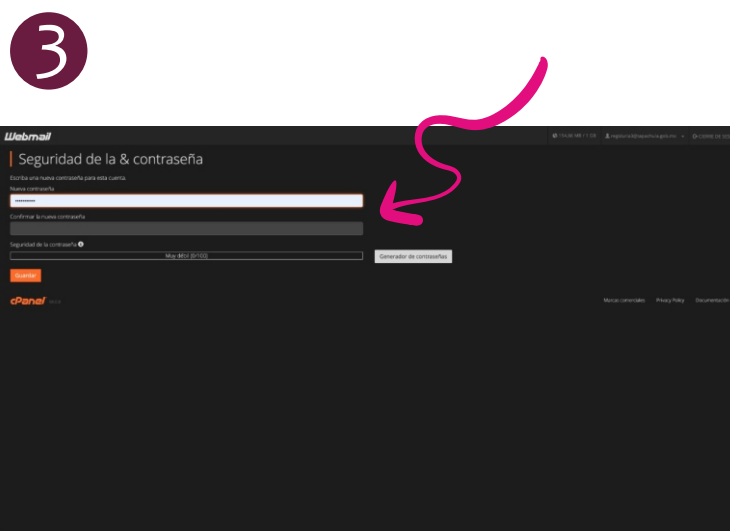 3
Webmail
Seguridad de la & contraseña
Escriba una nueva contraseña para esta cuenta.
Nueva contraseña
Confirmar la nueva contraseña
Seguridad de la contraseña
Muy débil (0/100)
Generador de contraseñas
Guardar
cPanel
Marcas comerciales Privacy Policy Documentación